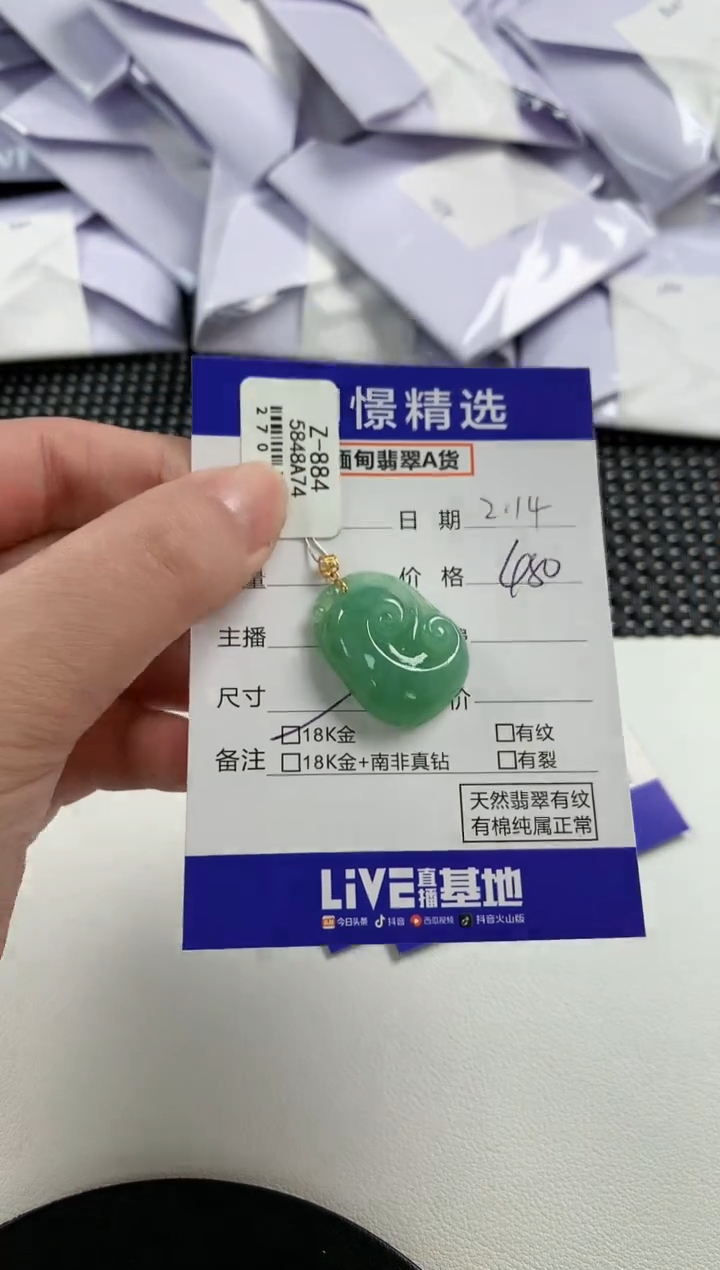 憬精选
Z-884
5848A74
270
缅甸翡翠A货
日 期 2.14
量 价 格 480
主播
尺寸 价
□18K金 □有纹
备注 □18K金+南非真钻 □有裂
天然翡翠有纹
有棉纯属正常
LiVE直播基地
今日头条 抖音 西瓜视频 抖音火山版